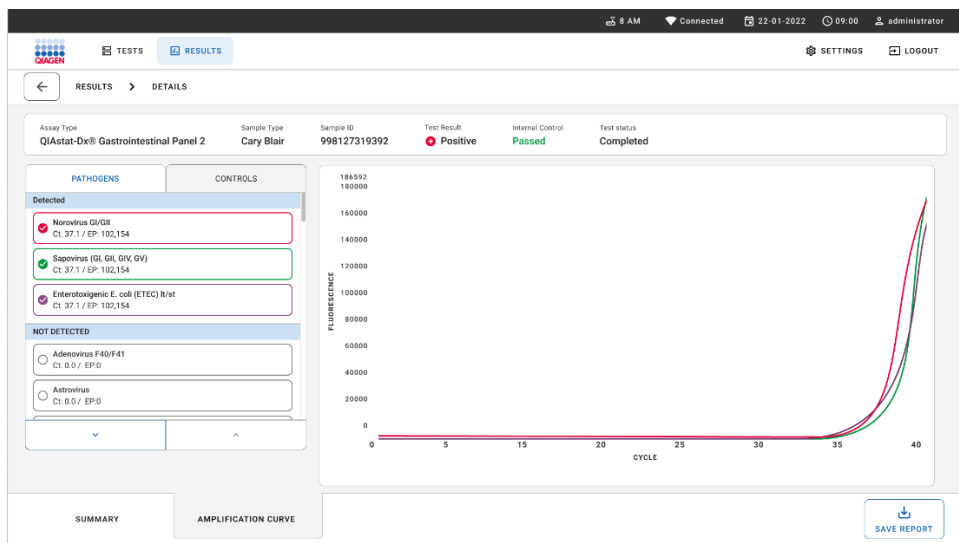 8 AM Connected 22-01-2022 09:00 administrator
QIAGEN TESTS RESULTS SETTINGS LOGOUT
RESULTS > DETAILS
Assay Type Sample Type Sample ID Test Result Internal Control Test status
QIAstat-Dx® Gastrointestinal Panel 2 Cary Blair 998127319392 Positive Passed Completed
PATHOGENS CONTROLS
Detected
Norovirus GI/GII
Ct: 37.1 / EP: 102,154
Sapovirus (GI, GII, GIV, GV)
Ct: 37.1 / EP: 102,154
Enterotoxigenic E. coli (ETEC) lt/st
Ct: 37.1 / EP: 102,154
NOT DETECTED
Adenovirus F40/F41
Ct: 0.0 / EP:0
Astrovirus
Ct: 0.0 / EP:0
186592
180000
160000
140000
120000
100000
80000
60000
40000
20000
0
FLUORESCENCE
0 5 15 20 25 30 35 40
CYCLE
SUMMARY AMPLIFICATION CURVE
SAVE REPORT